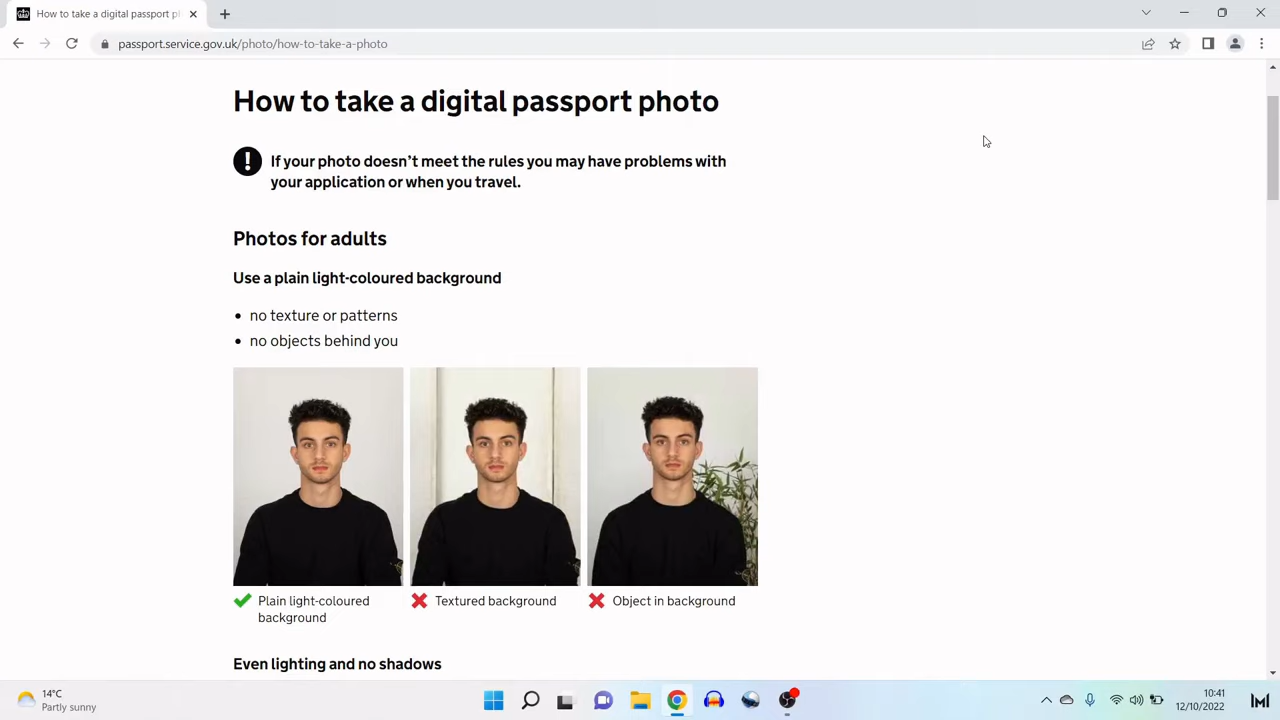 How to take a digital passport pl
passport.service.gov.uk/photo/how-to-take-a-photo
How to take a digital passport photo
If your photo doesn't meet the rules you may have problems with
your application or when you travel.
Photos for adults
Use a plain light-coloured background
• no texture or patterns
• no objects behind you
Plain light-coloured
background
Textured background
Object in background
Even lighting and no shadows
14°C
Partly sunny
10:41
12/10/2022